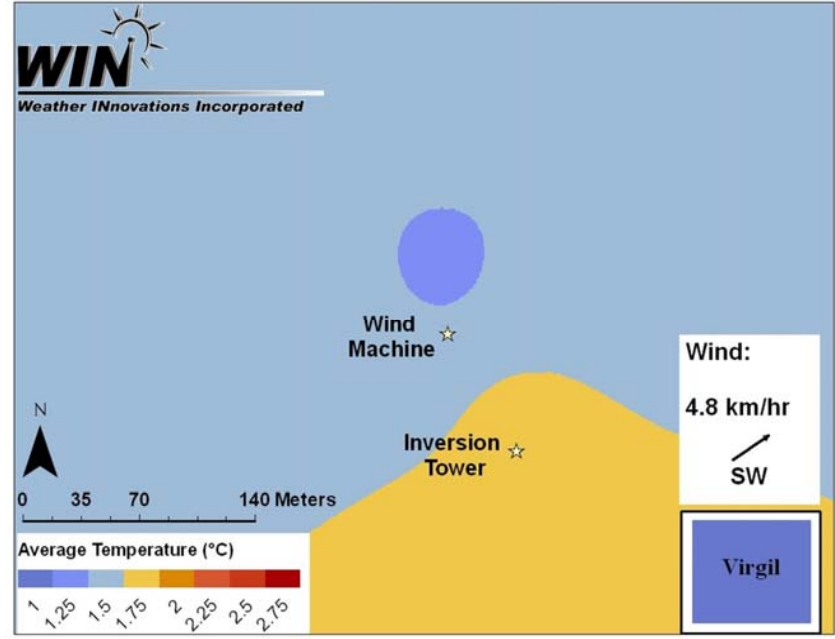 WIN
Weather INnovations Incorporated
Wind
Machine
Inversion
Tower
N
0 35 70 140 Meters
Average Temperature (°C)
1 1.25 1.5 1.75 2 2.25 2.5 2.75
Wind:
4.8 km/hr
SW
Virgil